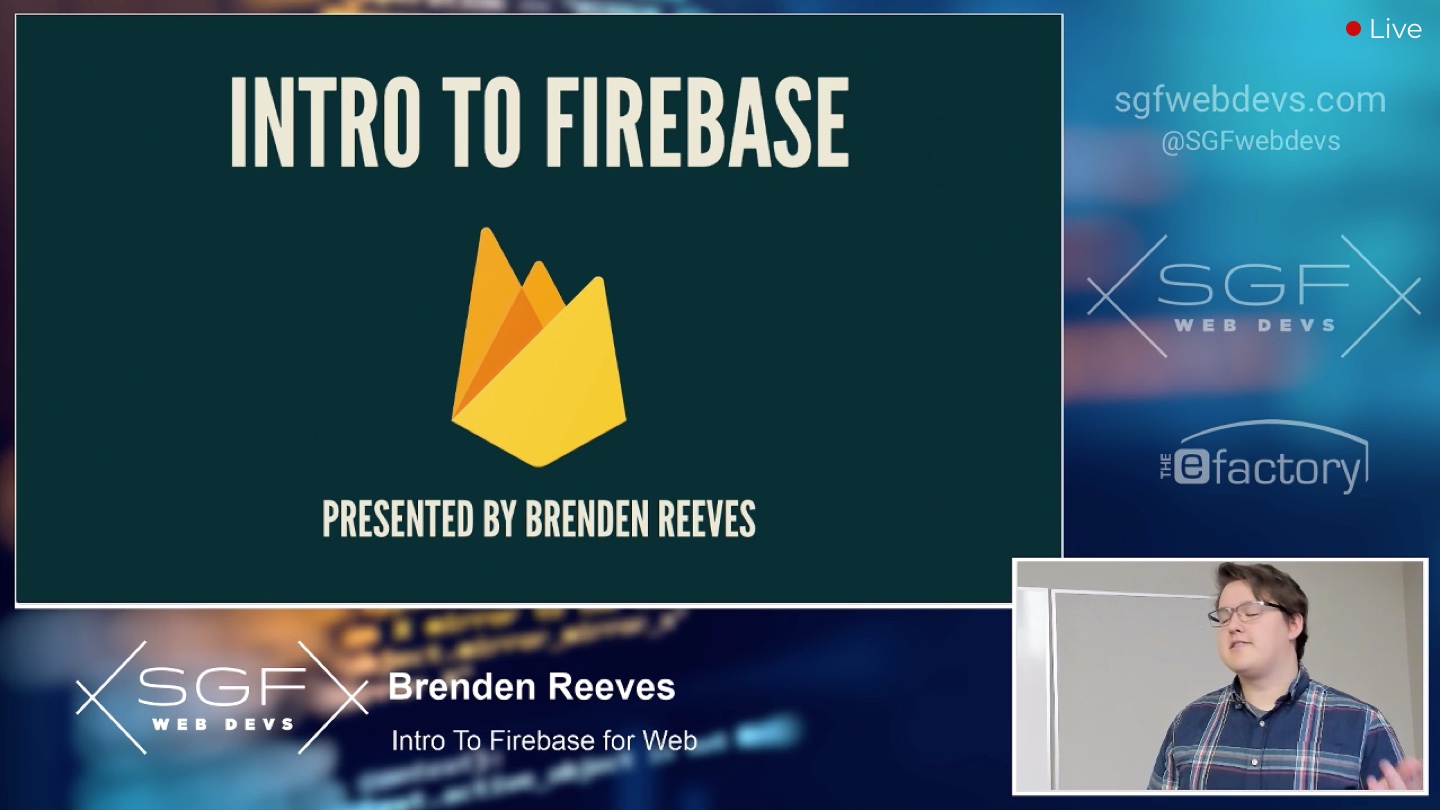 INTRO TO FIREBASE
PRESENTED BY BRENDEN REEVES
Live
sgfwebdevs.com
@SGFwebdevs
SGF
WEB DEVS
THE efactory
SGF
WEB DEVS
Brenden Reeves
Intro To Firebase for Web